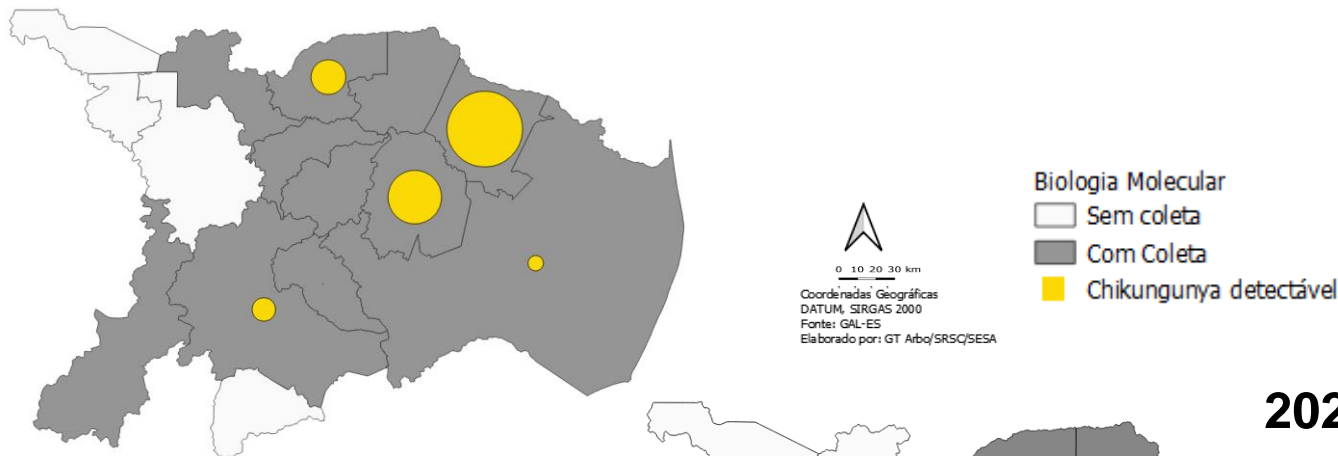 Biologia Molecular
Sem coleta
Com Coleta
Chikungunya detectável
0 10 20 30 km
Coordenadas Geográficas
DATUM, SIRGAS 2000
Fonte: GAL-ES
Elaborado por: GT Arbo/SRSC/SESA